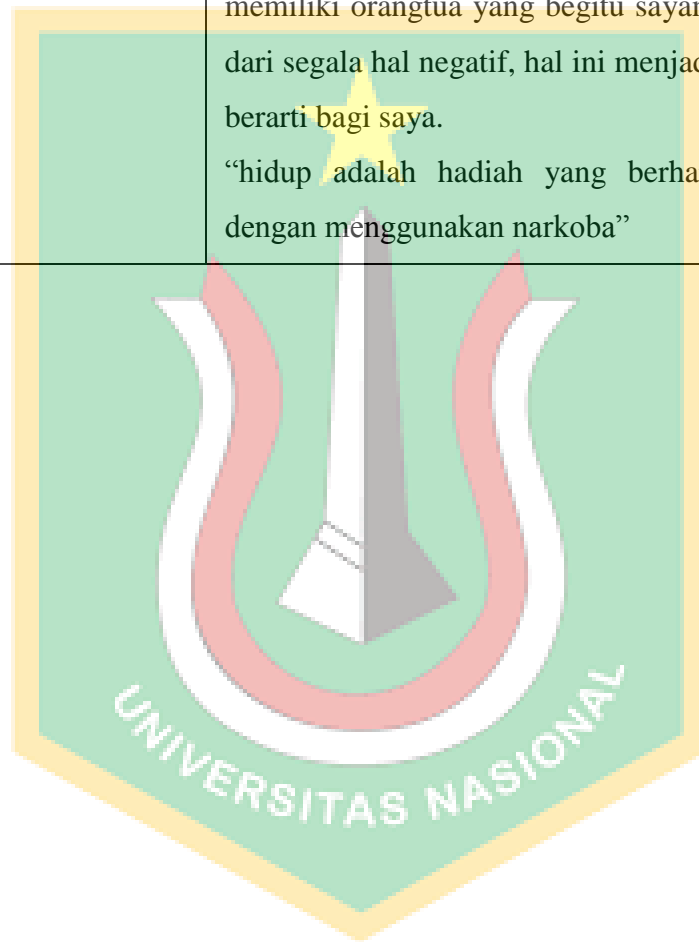 memiliki orangtua yang begitu
dari segala hal negatif, hal ini
berarti bagi saya.
“hidup adalah hadiah yang
dengan menggunakan narkoba”
UNIVERSITAS NASIONAL